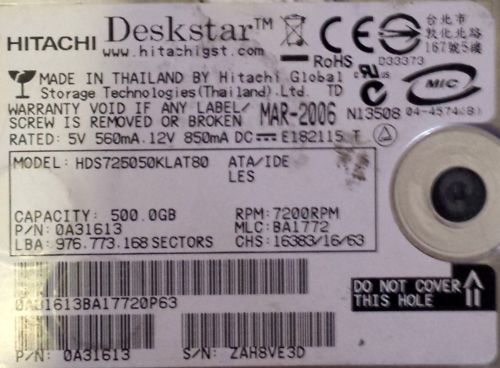 HITACHI Deskstar™
www.hitachigst.com
台北市
敦化北路
167號5樓
RoHS D33373
MADE IN THAILAND BY Hitachi Global
Storage Technologies(Thailand).Ltd. TD
WARRANTY VOID IF ANY LABEL/
SCREW IS REMOVED OR BROKEN
MAR-2006
N13508
MIC
04-4574(B)
RATED: 5V 560mA.12V 850mA DC⎓E182115 T
MODEL: HDS725050KLAT80 ATA/IDE
LES
CAPACITY: 500.0GB RPM:7200RPM
P/N: 0A31613 MLC: BA1772
LBA: 976.773.168 SECTORS CHS: 16383/16/63
0A31613BA17720P63
DO NOT COVER
THIS HOLE
P/N: 0A31613 S/N: ZAH8VE3D